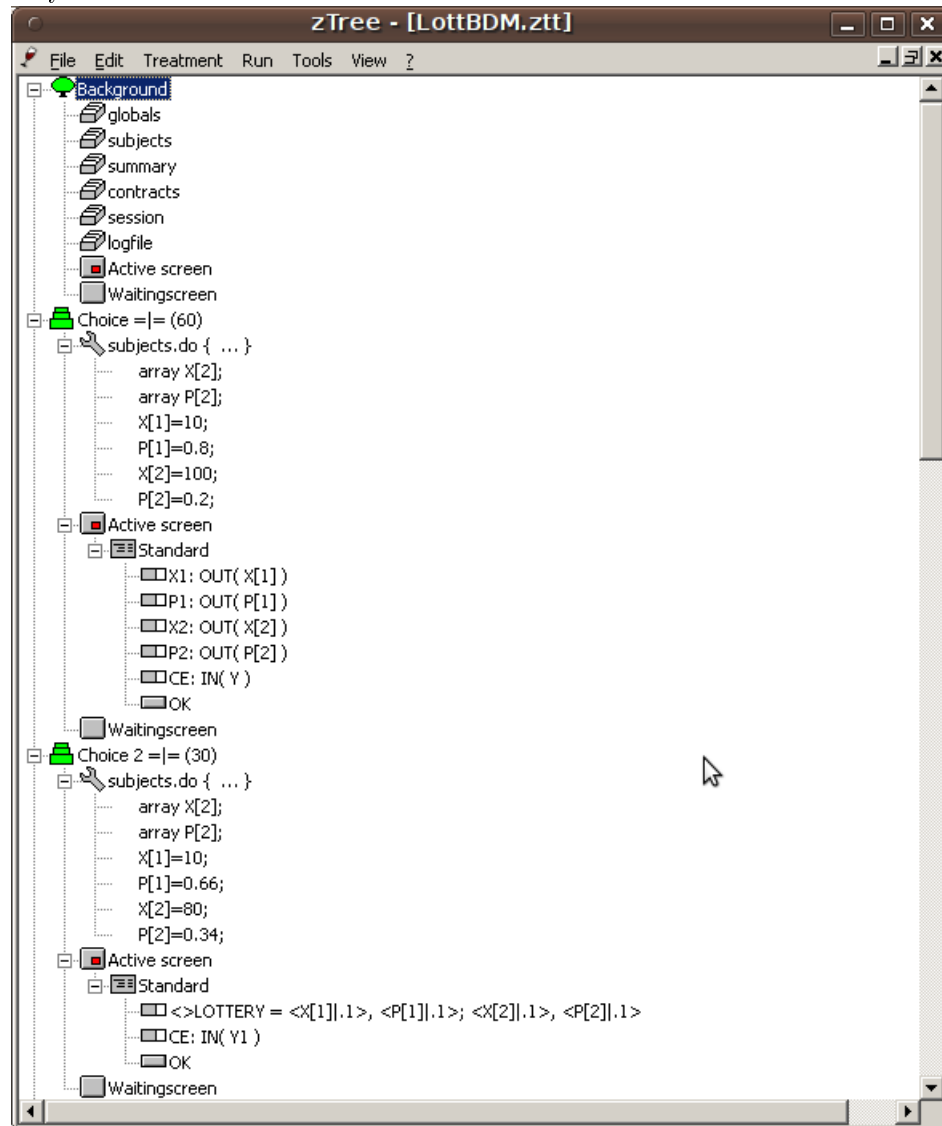 zTree - [LottBDM.ztt]
File Edit Treatment Run Tools View ?
Background
globals
subjects
summary
contracts
session
logfile
Active screen
Waitingscreen
Choice =|= (60)
subjects.do { ... }
array X[2];
array P[2];
X[1]=10;
P[1]=0.8;
X[2]=100;
P[2]=0.2;
Active screen
Standard
X1: OUT( X[1] )
P1: OUT( P[1] )
X2: OUT( X[2] )
P2: OUT( P[2] )
CE: IN( Y )
OK
Waitingscreen
Choice 2 =|= (30)
subjects.do { ... }
array X[2];
array P[2];
X[1]=10;
P[1]=0.66;
X[2]=80;
P[2]=0.34;
Active screen
Standard
<>LOTTERY = <X[1]|.1>, <P[1]|.1>; <X[2]|.1>, <P[2]|.1>
CE: IN( Y1 )
OK
Waitingscreen